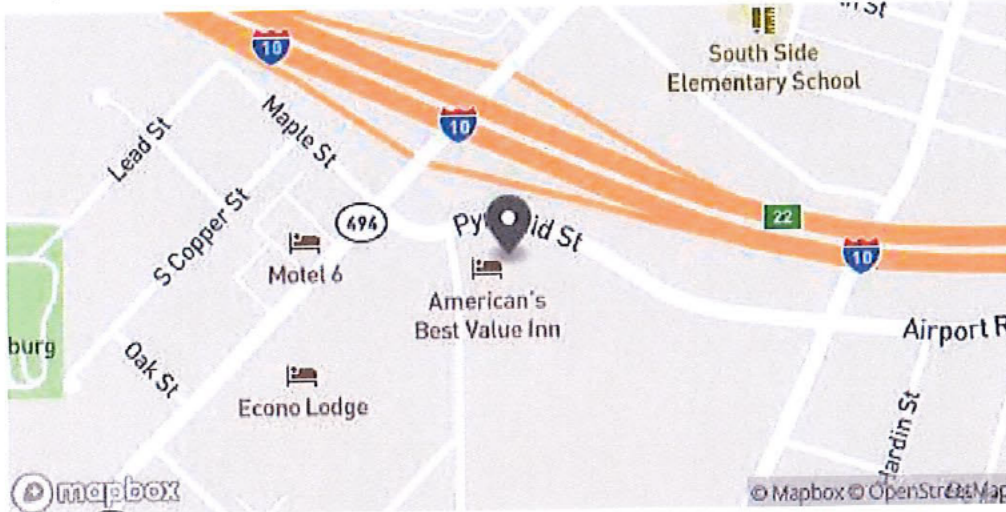 10
South Side
Elementary School
10
Lead St
Maple St
494
St
22
10
S Copper St
Motel 6
American's
Best Value Inn
Airport R
burg
Oak St
Econo Lodge
Hardin St
mapbox
© Mapbox © OpenStreetMap